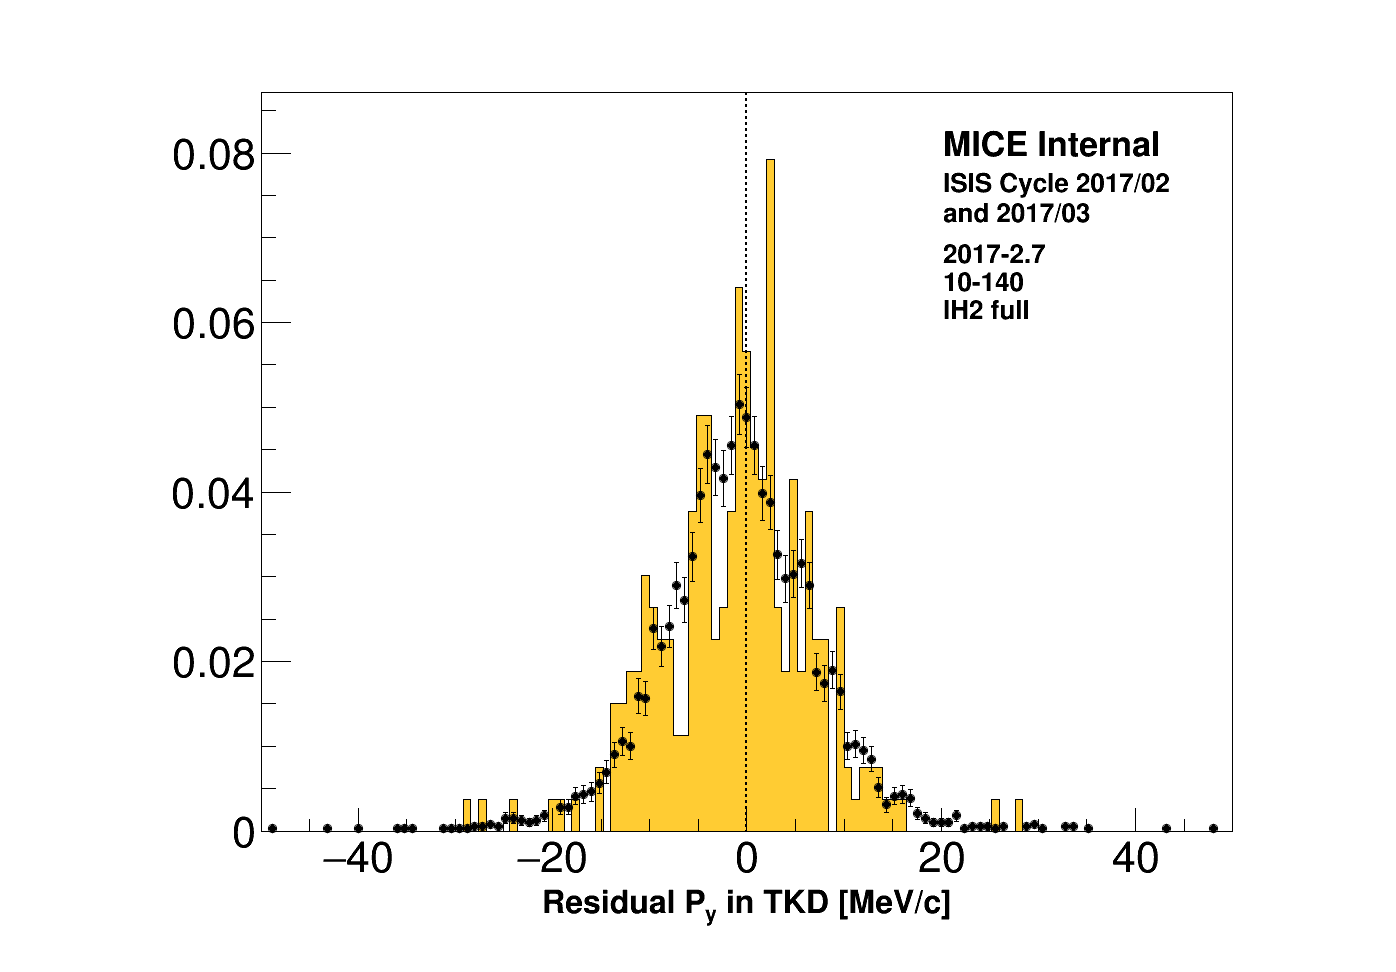 MICE Internal
ISIS Cycle 2017/02
and 2017/03
2017-2.7
10-140
IH2 full
0.08
0.06
0.04
0.02
0
−40 −20 0 20 40
Residual Py in TKD [MeV/c]